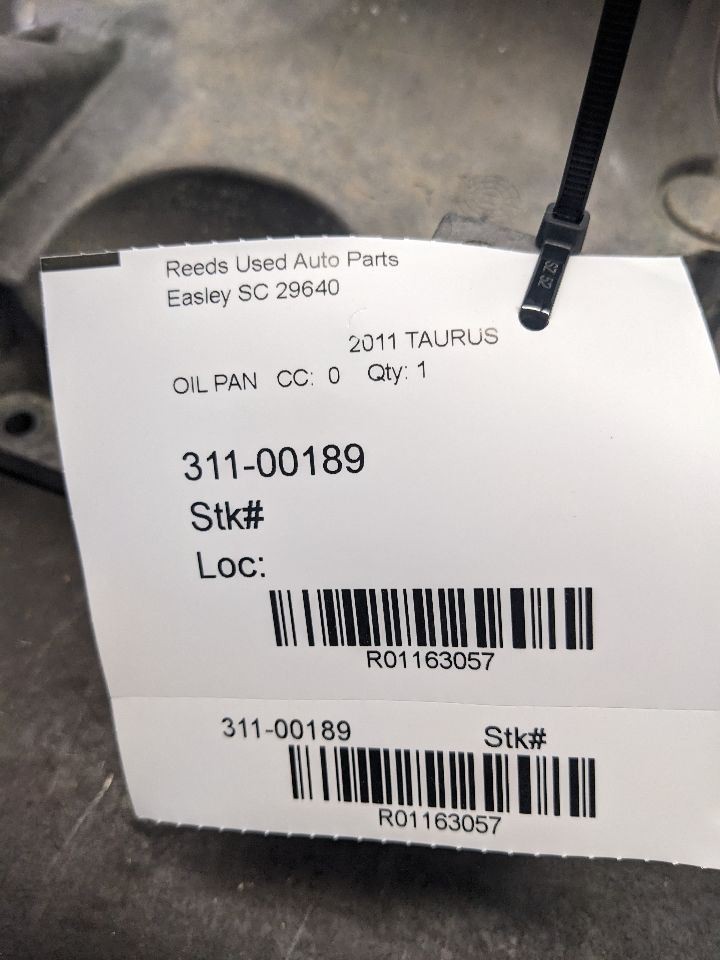 Reeds Used Auto Parts
Easley SC 29640
2011 TAURUS
OIL PAN CC: 0 Qty: 1
311-00189
Stk#
Loc:
R01163057
311-00189 Stk#
R01163057